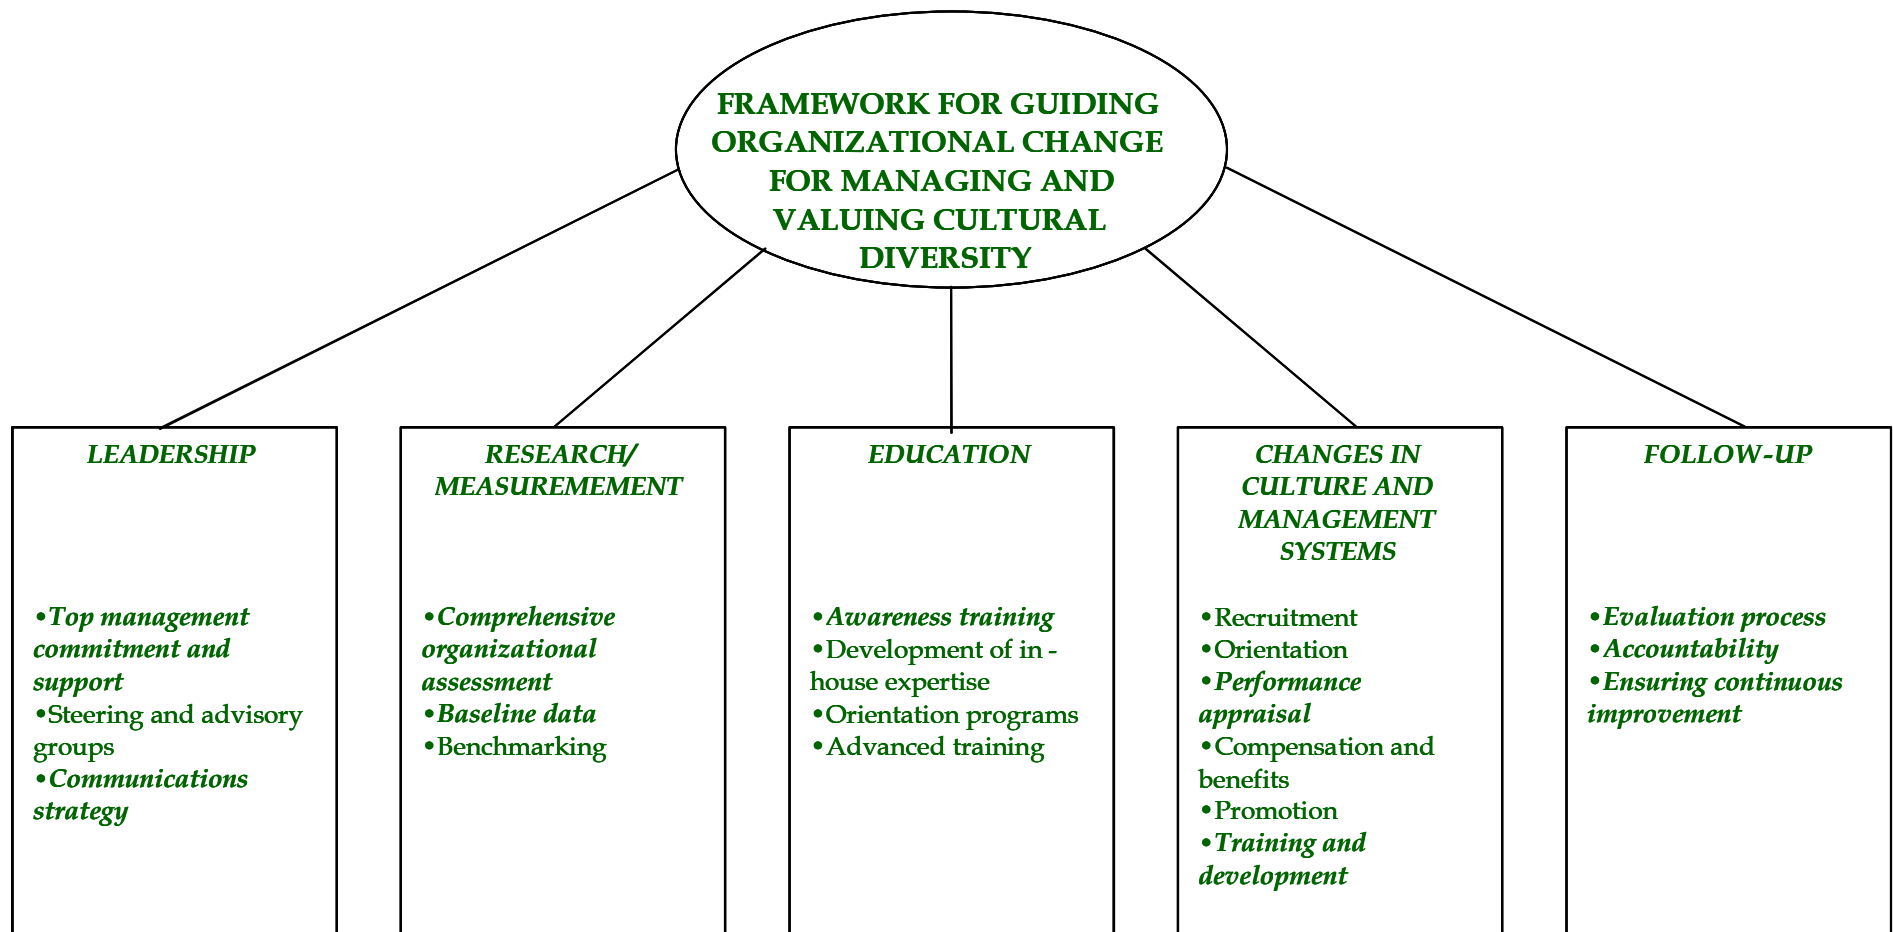 FRAMEWORK FOR GUIDING
ORGANIZATIONAL CHANGE
FOR MANAGING AND
VALUING CULTURAL
DIVERSITY
LEADERSHIP
•Top management
commitment and
support
•Steering and advisory
groups
•Communications
strategy
RESEARCH/
MEASUREMEMENT
•Comprehensive
organizational
assessment
•Baseline data
•Benchmarking
EDUCATION
•Awareness training
•Development of in -
house expertise
•Orientation programs
•Advanced training
CHANGES IN
CULTURE AND
MANAGEMENT
SYSTEMS
•Recruitment
•Orientation
•Performance
appraisal
•Compensation and
benefits
•Promotion
•Training and
development
FOLLOW-UP
•Evaluation process
•Accountability
•Ensuring continuous
improvement